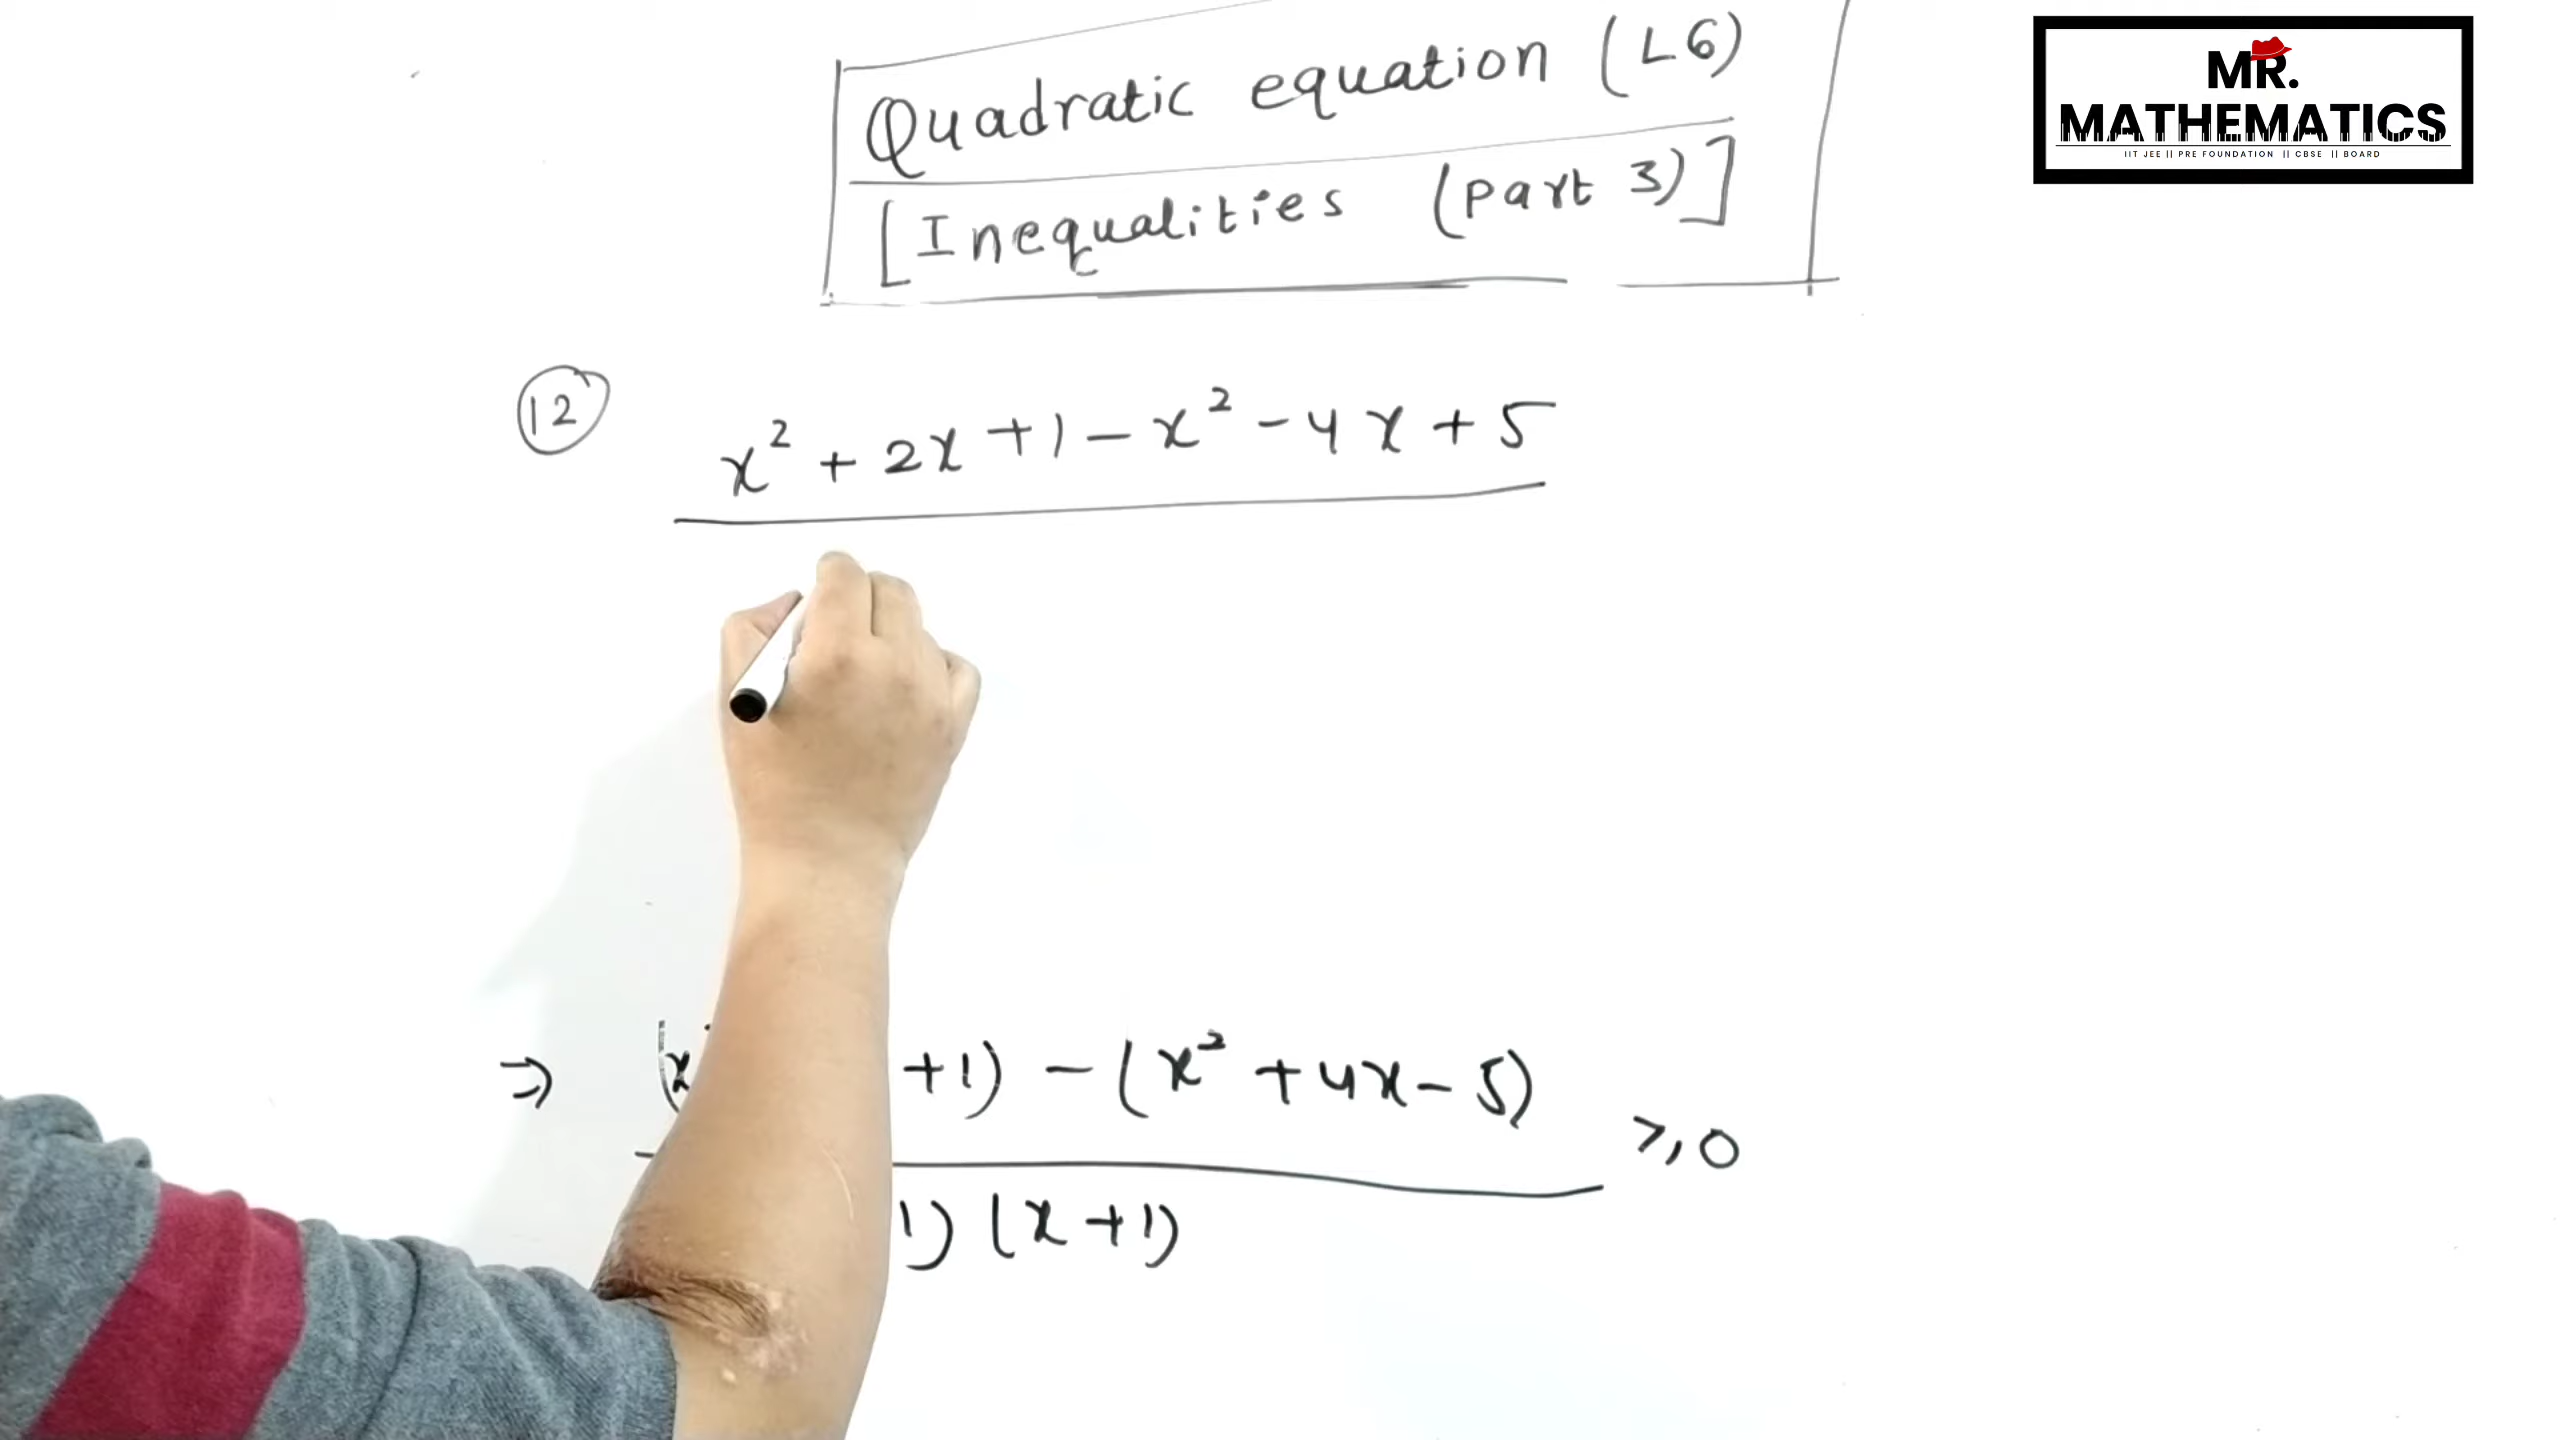 Quadratic equation (L6)
[Inequalities (part 3)]
MR.
MATHEMATICS
IIT JEE || PRE FOUNDATION || CBSE || BOARD
12
x² + 2x + 1 - x² - 4x + 5
⇒ (x +1) - (x² + 4x - 5) ≥ 0
1) (x + 1)